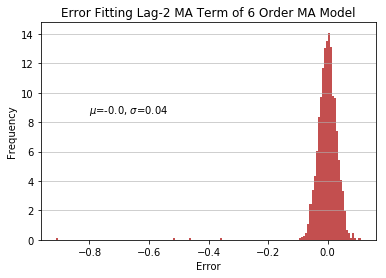 Error Fitting Lag-2 MA Term of 6 Order MA Model
14
12
10
8
6
4
2
0
Frequency
μ=-0.0, σ=0.04
−0.8 −0.6 −0.4 −0.2 0.0
Error